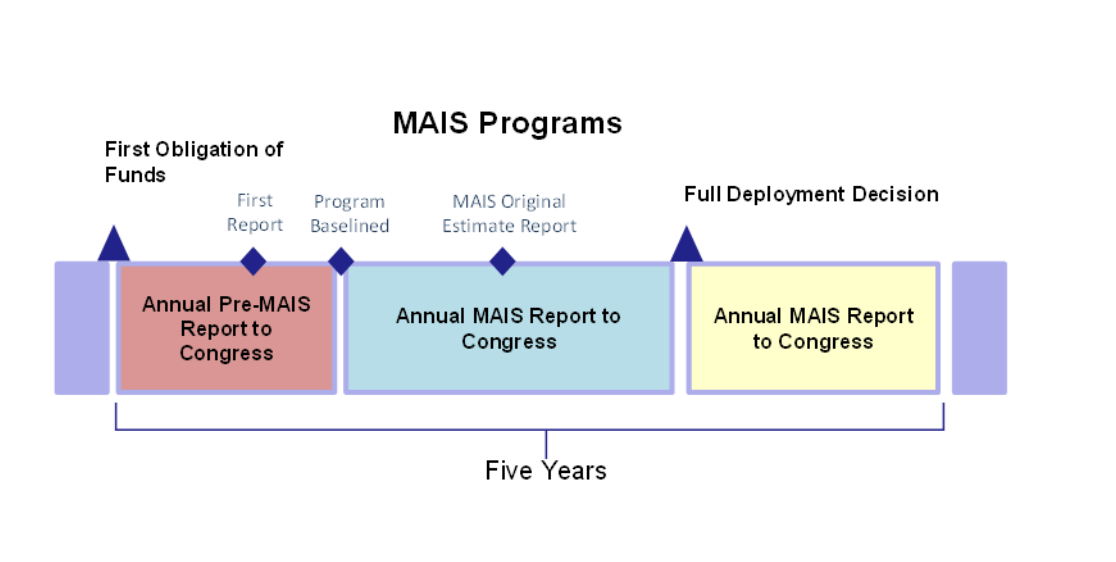 MAIS Programs
First Obligation of
Funds
First
Report
Program
Baselined
MAIS Original
Estimate Report
Full Deployment Decision
Annual Pre-MAIS
Report to
Congress
Annual MAIS Report to
Congress
Annual MAIS Report
to Congress
Five Years